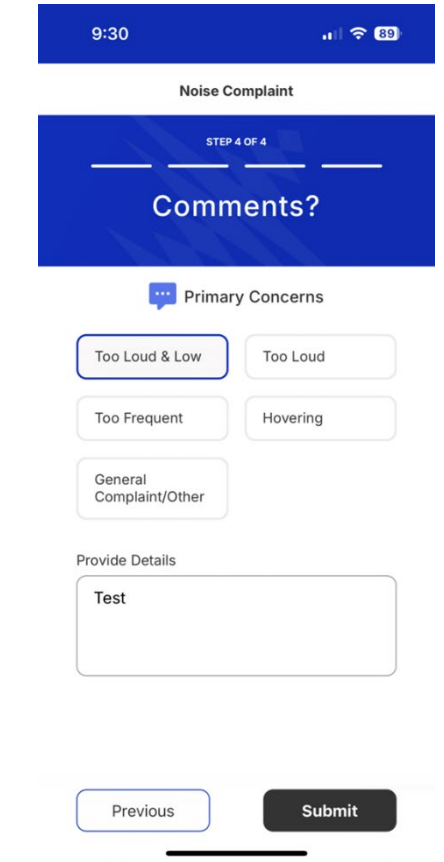 9:30
89
Noise Complaint
STEP 4 OF 4
Comments?
Primary Concerns
Too Loud & Low
Too Loud
Too Frequent
Hovering
General
Complaint/Other
Provide Details
Test
Previous
Submit